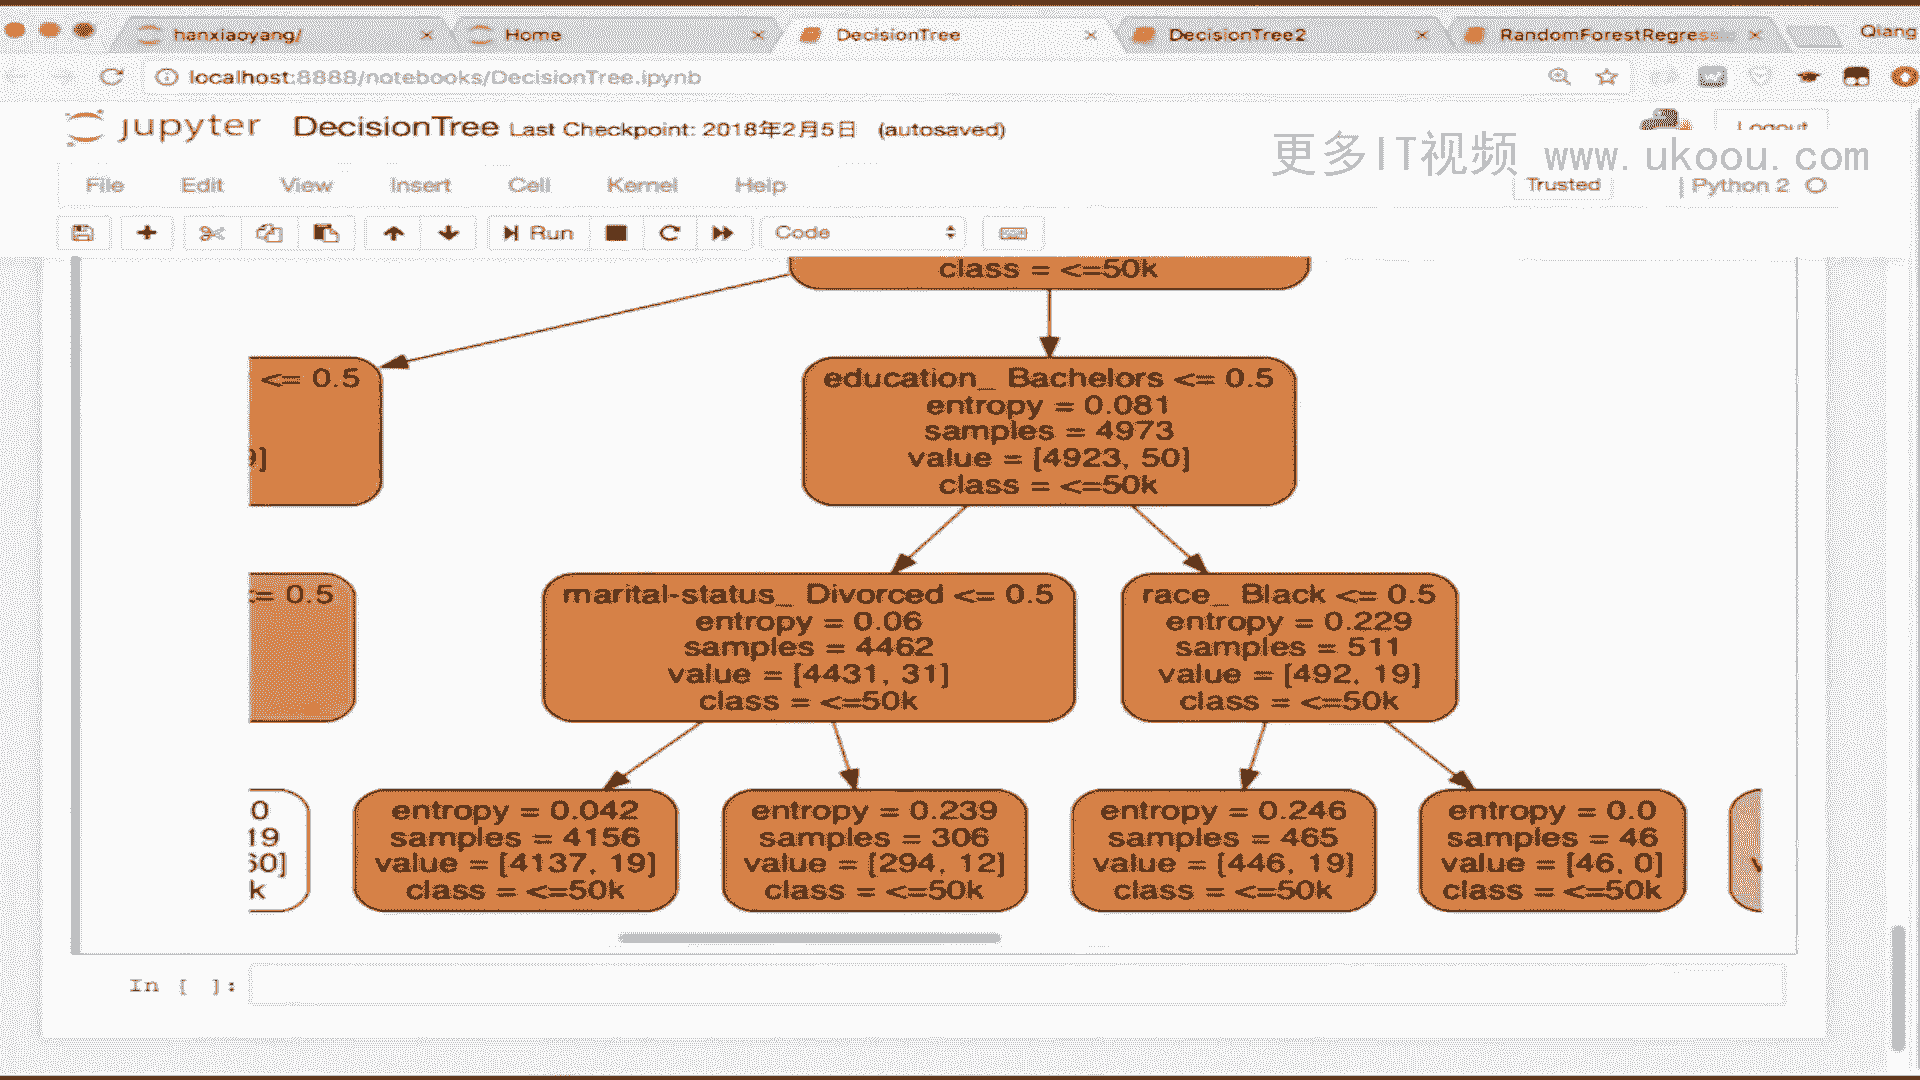 hanxiaoyang/
Home
DecisionTree
DecisionTree2
RandomForestRegress
Qiang
localhost:8888/notebooks/DecisionTree.ipynb
jupyter DecisionTree Last Checkpoint: 2018年2月5日 (autosaved)
Logout
更多IT视频 www.ukoou.com
File Edit View Insert Cell Kernel Help
Trusted | Python 2
Run
Code
class = <=50k
<= 0.5
9]
education_ Bachelors <= 0.5
entropy = 0.081
samples = 4973
value = [4923, 50]
class = <=50k
<= 0.5
marital-status_ Divorced <= 0.5
entropy = 0.06
samples = 4462
value = [4431, 31]
class = <=50k
race_ Black <= 0.5
entropy = 0.229
samples = 511
value = [492, 19]
class = <=50k
0
19
60]
k
entropy = 0.042
samples = 4156
value = [4137, 19]
class = <=50k
entropy = 0.239
samples = 306
value = [294, 12]
class = <=50k
entropy = 0.246
samples = 465
value = [446, 19]
class = <=50k
entropy = 0.0
samples = 46
value = [46, 0]
class = <=50k
In [ ]: